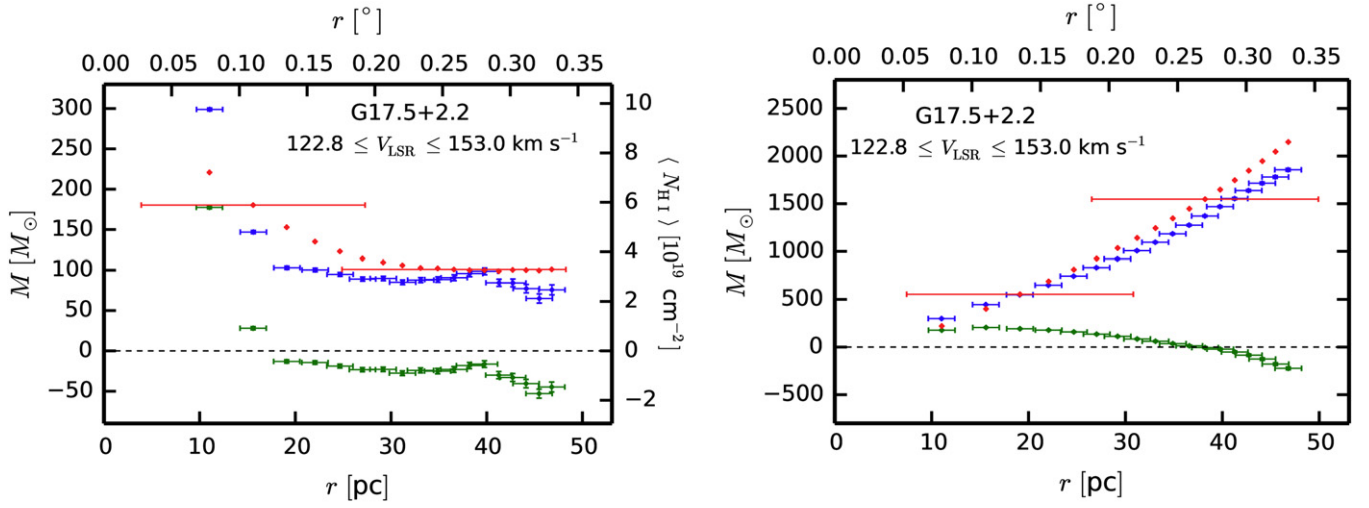 r [°]
0.00 0.05 0.10 0.15 0.20 0.25 0.30 0.35
G17.5+2.2
122.8 ≤ V_LSR ≤ 153.0 km s⁻¹
300
250
200
150
100
50
0
−50
M [M⊙]
10
8
6
4
2
0
−2
⟨ N_H I ⟩ [10¹⁹ cm⁻²]
0 10 20 30 40 50
r [pc]
r [°]
0.00 0.05 0.10 0.15 0.20 0.25 0.30 0.35
G17.5+2.2
122.8 ≤ V_LSR ≤ 153.0 km s⁻¹
2500
2000
1500
1000
500
0
−500
M [M⊙]
0 10 20 30 40 50
r [pc]